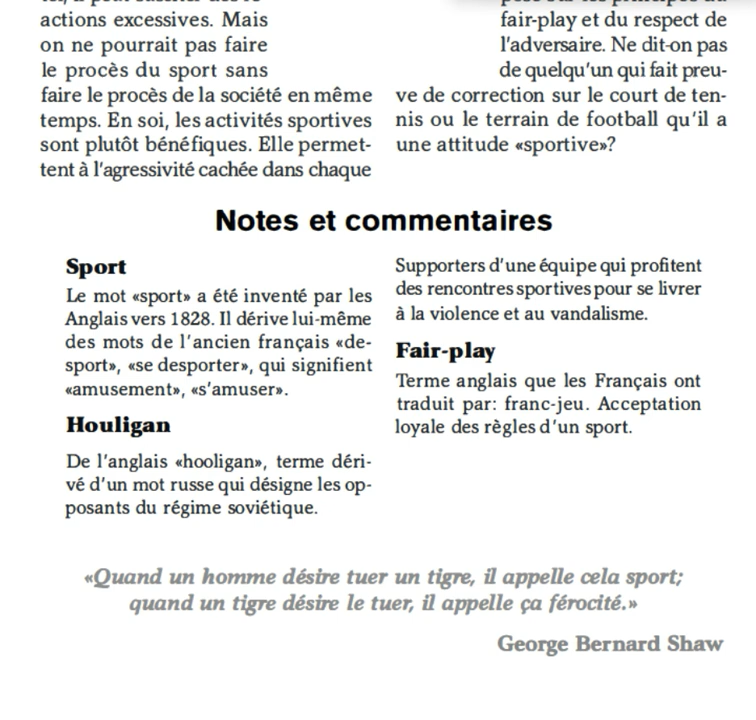 actions excessives. Mais
on ne pourrait pas faire
le procès du sport sans
faire le procès de la société en même
temps. En soi, les activités sportives
sont plutôt bénéfiques. Elle permet-
tent à l'agressivité cachée dans chaque
fair-play et du respect de
l'adversaire. Ne dit-on pas
de quelqu'un qui fait preu-
ve de correction sur le court de ten-
nis ou le terrain de football qu'il a
une attitude «sportive»?
Notes et commentaires
Sport
Le mot «sport» a été inventé par les
Anglais vers 1828. Il dérive lui-même
des mots de l'ancien français «de-
sport», «se desporter», qui signifient
«amusement», «s'amuser».
Houligan
De l'anglais «hooligan», terme déri-
vé d'un mot russe qui désigne les op-
posants du régime soviétique.
Supporters d'une équipe qui profitent
des rencontres sportives pour se livrer
à la violence et au vandalisme.
Fair-play
Terme anglais que les Français ont
traduit par: franc-jeu. Acceptation
loyale des règles d'un sport.
«Quand un homme désire tuer un tigre, il appelle cela sport;
quand un tigre désire le tuer, il appelle ça férocité.»
George Bernard Shaw